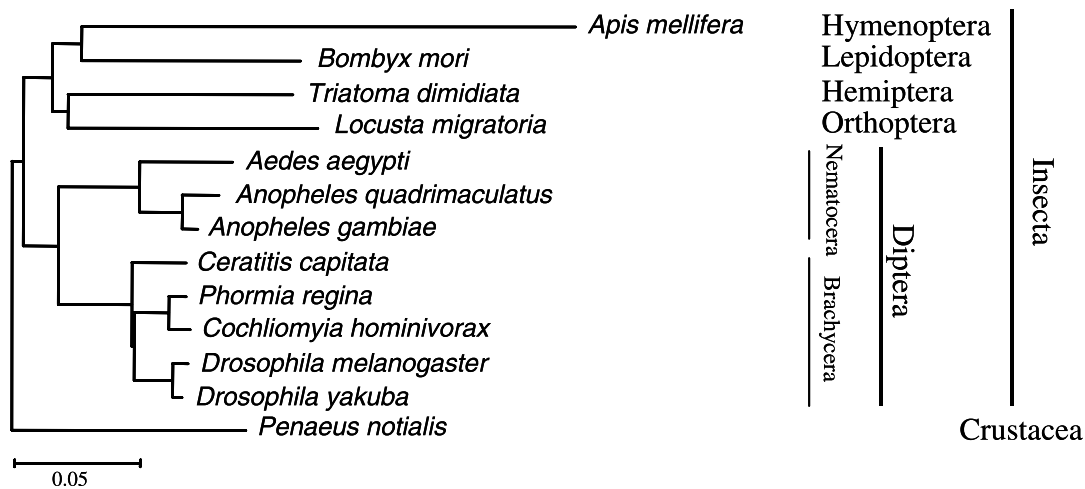 Apis mellifera Hymenoptera
Bombyx mori Lepidoptera
Triatoma dimidiata Hemiptera
Locusta migratoria Orthoptera
Aedes aegypti
Anopheles quadrimaculatus
Anopheles gambiae
Ceratitis capitata
Phormia regina
Cochliomyia hominivorax
Drosophila melanogaster
Drosophila yakuba
Penaeus notialis Crustacea
Nematocera
Brachycera
Diptera
Insecta
0.05